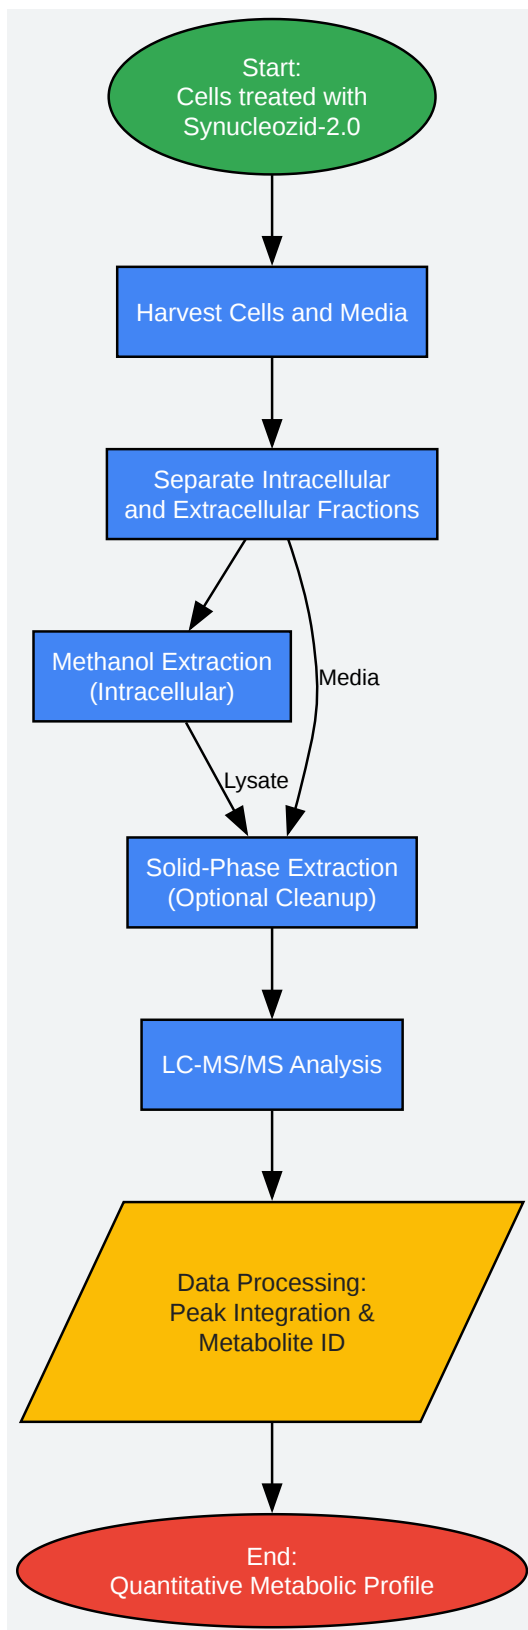 Start:
Cells treated with
Synucleozid-2.0
Harvest Cells and Media
Separate Intracellular
and Extracellular Fractions
Methanol Extraction
(Intracellular)
Media
Lysate
Solid-Phase Extraction
(Optional Cleanup)
LC-MS/MS Analysis
Data Processing:
Peak Integration &
Metabolite ID
End:
Quantitative Metabolic Profile